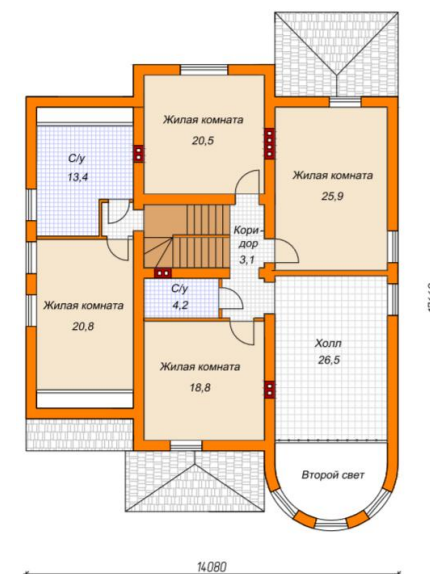 Жилая комната
20,5
С/у
13,4
Жилая комната
25,9
Кори-
дор
3,1
С/у
4,2
Жилая комната
20,8
Жилая комната
18,8
Холл
26,5
Второй свет
14080